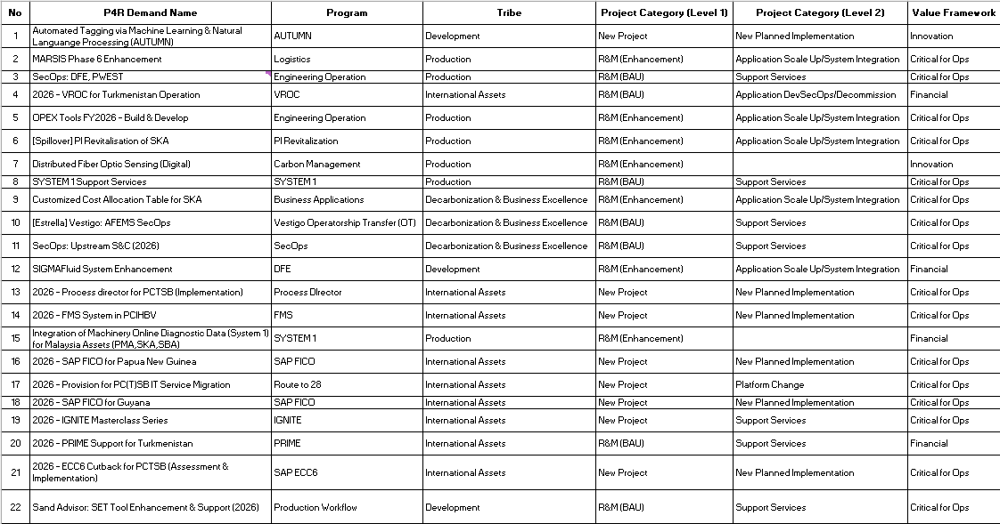 No P4R Demand Name Program Tribe Project Category (Level 1) Project Category (Level 2) Value Framework
1 Automated Tagging via Machine Learning & Natural Languange Processing (AUTUMN) AUTUMN Development New Project New Planned Implementation Innovation
2 MARSIS Phase 6 Enhancement Logistics Production R&M (Enhancement) Application Scale Up/System Integration Critical for Ops
3 SecOps: DFE, PWEST Engineering Operation Production R&M (BAU) Support Services Critical for Ops
4 2026 - VROC for Turkmenistan Operation VROC International Assets R&M (BAU) Application DevSecOps/Decommission Financial
5 OPEX Tools FY2026 - Build & Develop Engineering Operation Production R&M (Enhancement) Application Scale Up/System Integration Critical for Ops
6 [Spillover] PI Revitalisation of SKA PI Revitalization Production R&M (Enhancement) Application Scale Up/System Integration Critical for Ops
7 Distributed Fiber Optic Sensing (Digital) Carbon Management Production R&M (Enhancement) Innovation
8 SYSTEM 1 Support Services SYSTEM 1 Production R&M (BAU) Support Services Critical for Ops
9 Customized Cost Allocation Table for SKA Business Applications Decarbonization & Business Excellence R&M (Enhancement) Application Scale Up/System Integration Critical for Ops
10 [Estrella] Vestigo: AFEMS SecOps Vestigo Operatorship Transfer (OT) Decarbonization & Business Excellence R&M (BAU) Support Services Critical for Ops
11 SecOps: Upstream S&C (2026) SecOps Decarbonization & Business Excellence R&M (BAU) Support Services Critical for Ops
12 SIGMAFluid System Enhancement DFE Development R&M (Enhancement) Application Scale Up/System Integration Financial
13 2026 - Process director for PCTSB (Implementation) Process DIrector International Assets New Project New Planned Implementation Critical for Ops
14 2026 - FMS System in PCIHBV FMS International Assets New Project New Planned Implementation Critical for Ops
15 Integration of Machinery Online Diagnostic Data (System 1) for Malaysia Assets (PMA,SKA,SBA) SYSTEM 1 Production R&M (Enhancement) Financial
16 2026 - SAP FICO for Papua New Guinea SAP FICO International Assets New Project New Planned Implementation Critical for Ops
17 2026 - Provision for PC(T)SB IT Service Migration Route to 28 International Assets New Project Platform Change Critical for Ops
18 2026 - SAP FICO for Guyana SAP FICO International Assets New Project New Planned Implementation Critical for Ops
19 2026 - IGNITE Masterclass Series IGNITE International Assets New Project Support Services Critical for Ops
20 2026 - PRIME Support for Turkmenistan PRIME International Assets R&M (BAU) Support Services Financial
21 2026 - ECC6 Cutback for PCTSB (Assessment & Implementation) SAP ECC6 International Assets New Project New Planned Implementation Critical for Ops
22 Sand Advisor: SET Tool Enhancement & Support (2026) Production Workflow Development R&M (BAU) Support Services Critical for Ops